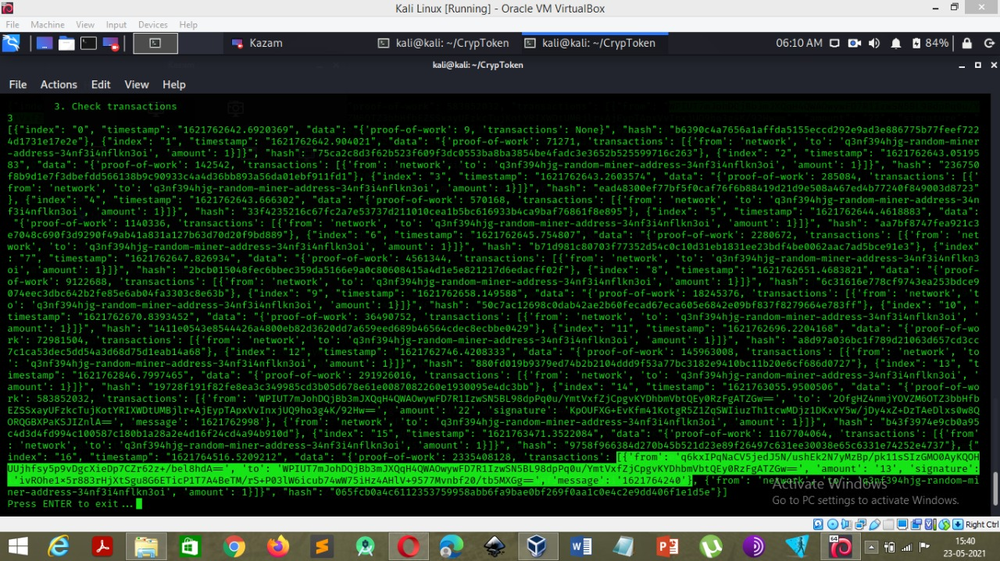 Kali Linux [Running] - Oracle VM VirtualBox
File Machine View Input Devices Help
Kazam kali@kali: ~/CrypToken kali@kali: ~/CrypToken 06:10 AM 84%
kali@kali: ~/CrypToken
File Actions Edit View Help
3. Check transactions
3
[{"index": "0", "timestamp": "1621762642.6920369", "data": "{'proof-of-work': 9, 'transactions': None}", "hash": "b6390c4a7656a1affda5155eccd292e9ad3e886775b77feef722
4d1731e17e2e"}, {"index": "1", "timestamp": "1621762642.904021", "data": "{'proof-of-work': 71271, 'transactions': [{'from': 'network', 'to': 'q3nf394hjg-random-miner
-address-34nf3i4nflkn3oi', 'amount': 1}]}", "hash": "75ca2c8d3f62b523f609f3dc0553ba8ba3854be4fadc3e3652b525599716c263"}, {"index": "2", "timestamp": "1621762643.05195
83", "data": "{'proof-of-work': 142542, 'transactions': [{'from': 'network', 'to': 'q3nf394hjg-random-miner-address-34nf3i4nflkn3oi', 'amount': 1}]}", "hash": "236750
f8b9d1e7f3dbefdd566138b9c90933c4a4d36bb893a56da01ebf911fd1"}, {"index": "3", "timestamp": "1621762643.2603574", "data": "{'proof-of-work': 285084, 'transactions': [{'
from': 'network', 'to': 'q3nf394hjg-random-miner-address-34nf3i4nflkn3oi', 'amount': 1}]}", "hash": "ead48300ef77bf5f0caf76f6b88419d21d9e508a467ed4b77240f849003d8723"
}, {"index": "4", "timestamp": "1621762643.666302", "data": "{'proof-of-work': 570168, 'transactions': [{'from': 'network', 'to': 'q3nf394hjg-random-miner-address-34n
f3i4nflkn3oi', 'amount': 1}]}", "hash": "33f4235216c67fc2a7e53737d211010cea1b5bc616933b4ca9baf76861f8e895"}, {"index": "5", "timestamp": "1621762644.4618883", "data":
"{'proof-of-work': 1140336, 'transactions': [{'from': 'network', 'to': 'q3nf394hjg-random-miner-address-34nf3i4nflkn3oi', 'amount': 1}]}", "hash": "aa7bf8747fea921c3
e7048c690f3d9290f49ab41a831a127b63d70d20f9bd889"}, {"index": "6", "timestamp": "1621762645.754807", "data": "{'proof-of-work': 2280672, 'transactions': [{'from': 'net
work', 'to': 'q3nf394hjg-random-miner-address-34nf3i4nflkn3oi', 'amount': 1}]}", "hash": "b71d981c80703f77352d54c0c10d31eb1831ee23bdf4be0062aac7ad5bce91e3"}, {"index"
: "7", "timestamp": "1621762647.826934", "data": "{'proof-of-work': 4561344, 'transactions': [{'from': 'network', 'to': 'q3nf394hjg-random-miner-address-34nf3i4nflkn3
oi', 'amount': 1}]}", "hash": "2bcb015048fec6bbec359da5166e9a0c80608415a4d1e5e821217d6edacff02f"}, {"index": "8", "timestamp": "1621762651.4683821", "data": "{'proof-
of-work': 9122688, 'transactions': [{'from': 'network', 'to': 'q3nf394hjg-random-miner-address-34nf3i4nflkn3oi', 'amount': 1}]}", "hash": "6c31616e778cf9743ea253bdce9
074eec3dbc642b2fe85e6ab04fa3303c8e63b"}, {"index": "9", "timestamp": "1621762658.149588", "data": "{'proof-of-work': 18245376, 'transactions': [{'from': 'network', 't
o': 'q3nf394hjg-random-miner-address-34nf3i4nflkn3oi', 'amount': 1}]}", "hash": "50c7ac12698c0dab42ae2b60fecad67eca605e6842e09bf837f8279664e783ff"}, {"index": "10", "
timestamp": "1621762670.8393452", "data": "{'proof-of-work': 36490752, 'transactions': [{'from': 'network', 'to': 'q3nf394hjg-random-miner-address-34nf3i4nflkn3oi', '
amount': 1}]}", "hash": "1411e0543e8544426a4800eb82d3620dd7a659eed689b46564cdec8ecbbe0429"}, {"index": "11", "timestamp": "1621762696.2204168", "data": "{'proof-of-wo
rk': 72981504, 'transactions': [{'from': 'network', 'to': 'q3nf394hjg-random-miner-address-34nf3i4nflkn3oi', 'amount': 1}]}", "hash": "a8d97a036bc1f789d21063d657cd3cc
7c1ca53dec5dd54a3d68d75d1eab14a68"}, {"index": "12", "timestamp": "1621762746.4208333", "data": "{'proof-of-work': 145963008, 'transactions': [{'from': 'network', 'to
': 'q3nf394hjg-random-miner-address-34nf3i4nflkn3oi', 'amount': 1}]}", "hash": "880fd019b9379ed74b2b2104ddd9f53a77bc3182e9410bc11b20e6cf686d0727"}, {"index": "13", "t
imestamp": "1621762846.7997465", "data": "{'proof-of-work': 291926016, 'transactions': [{'from': 'network', 'to': 'q3nf394hjg-random-miner-address-34nf3i4nflkn3oi', '
amount': 1}]}", "hash": "19728f191f82fe8ea3c349985cd3b05d678e61e0087082260e1930095e4dc3bb"}, {"index": "14", "timestamp": "1621763055.9500506", "data": "{'proof-of-wo
rk': 583852032, 'transactions': [{'from': 'WPIUT7mJohDQjBb3mJXQqH4QWAOwywFD7R1IzwSN5BL98dpPq0u/YmtVxfZjCpgvKYDhbmVbtQEy0RzFgATZGw==', 'to': '2OfgHZ4nmjYOVZM6OTZ3bbHfb
EZSSxayUFzkcTujKotYRIXWDtUMBjlr+AjEypTApxVvInxjUQ9ho3g4K/92Hw==', 'amount': '22', 'signature': 'KpOUFXG+EvKfm41KotgR5Z1ZqSWIiuzTh1tcwMDjz1DKxvY5w/jDy4xZ+DzTAeDlxs0w8Q
ORQGBXPaKSJIZnlA==', 'message': '1621762998'}, {'from': 'network', 'to': 'q3nf394hjg-random-miner-address-34nf3i4nflkn3oi', 'amount': 1}]}", "hash": "b43f3974e9cb0a95
c4d3d4fd994c100587c180b1a28a2e4d16f24cd4a94b910d"}, {"index": "15", "timestamp": "1621763471.3522084", "data": "{'proof-of-work': 1167704064, 'transactions': [{'from'
: 'network', 'to': 'q3nf394hjg-random-miner-address-34nf3i4nflkn3oi', 'amount': 1}]}", "hash": "9758f966384d270b45b521d23e89f26497c631ee30038e65c6331e74252e4737"}, {"
index": "16", "timestamp": "1621764516.5209212", "data": "{'proof-of-work': 2335408128, 'transactions': [{'from': 'q6kxIPqNaCV5jedJ5N/ushEk2N7yMzBp/pk11sSIzGMO0AyKQOH
UUjhfsy5p9vDgcXieDp7CZr62z+/bel8hdA==', 'to': 'WPIUT7mJohDQjBb3mJXQqH4QWAOwywFD7R1IzwSN5BL98dpPq0u/YmtVxfZjCpgvKYDhbmVbtQEy0RzFgATZGw==', 'amount': '13', 'signature':
'ivROhe1×5r883rHjXtSgu8G6ETicP1T7A4BeTM/rS+P03lW6icub74wW75iHz4AHlV+9577Mvnbf20/tb5MXGg==', 'message': '1621764240'}, {'from': 'network', 'to': 'q3nf394hjg-random-mi
ner-address-34nf3i4nflkn3oi', 'amount': 1}]}", "hash": "065fcb0a4c6112353759958abb6fa9bae0bf269f0aa1c0e4c2e9dd406f1e1d5e"}]
Activate Windows
Press ENTER to exit...
Go to PC settings to activate Windows.
Right Ctrl
15:40
23-05-2021